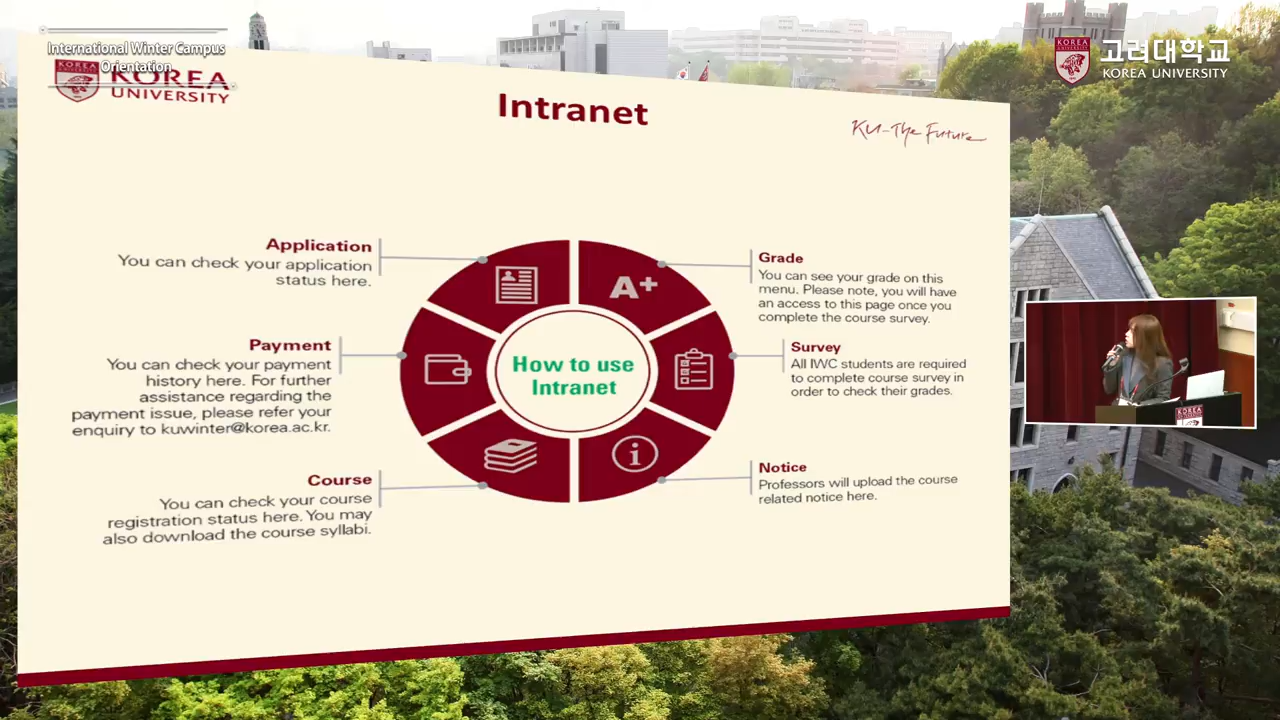 International Winter Campus
Orientation
KOREA
KOREA
UNIVERSITY
Intranet
KU-The Future
KOREA
고려대학교
KOREA UNIVERSITY
Application
You can check your application
status here.
Payment
You can check your payment
history here. For further
assistance regarding the
payment issue, please refer your
enquiry to kuwinter@korea.ac.kr.
Course
You can check your course
registration status here. You may
also download the course syllabi.
A+
How to use
Intranet
i
Grade
You can see your grade on this
menu. Please note, you will have
an access to this page once you
complete the course survey.
Survey
All IWC students are required
to complete course survey in
order to check their grades.
Notice
Professors will upload the course
related notice here.
KOREA